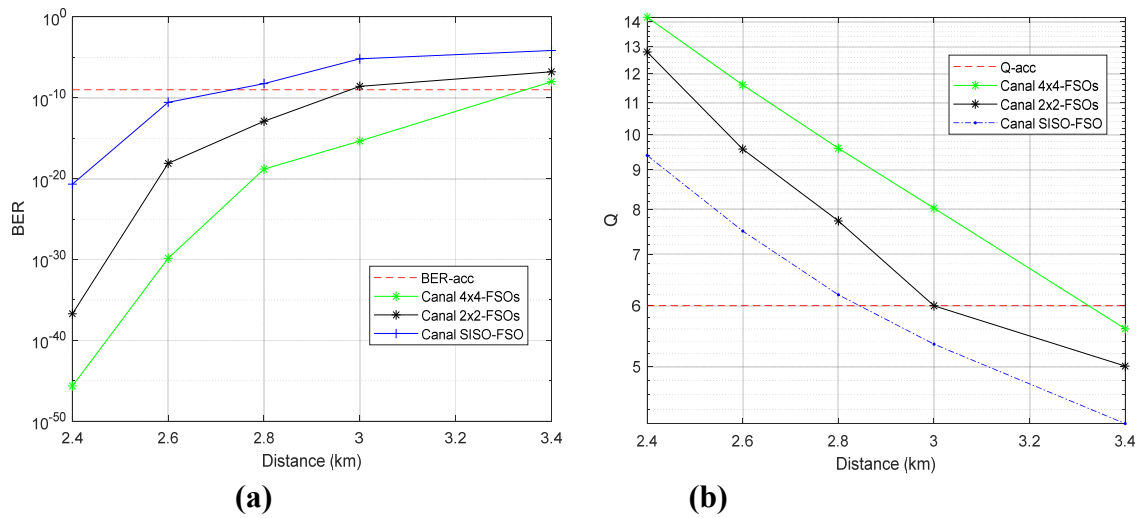 10^0
10^-10
10^-20
10^-30
10^-40
10^-50
BER
2.4 2.6 2.8 3 3.2 3.4
Distance (km)
BER-acc
Canal 4x4-FSOs
Canal 2x2-FSOs
Canal SISO-FSO
(a)
14
13
12
11
10
9
8
7
6
5
Q
2.4 2.6 2.8 3 3.2 3.4
Distance (km)
Q-acc
Canal 4x4-FSOs
Canal 2x2-FSOs
Canal SISO-FSO
(b)